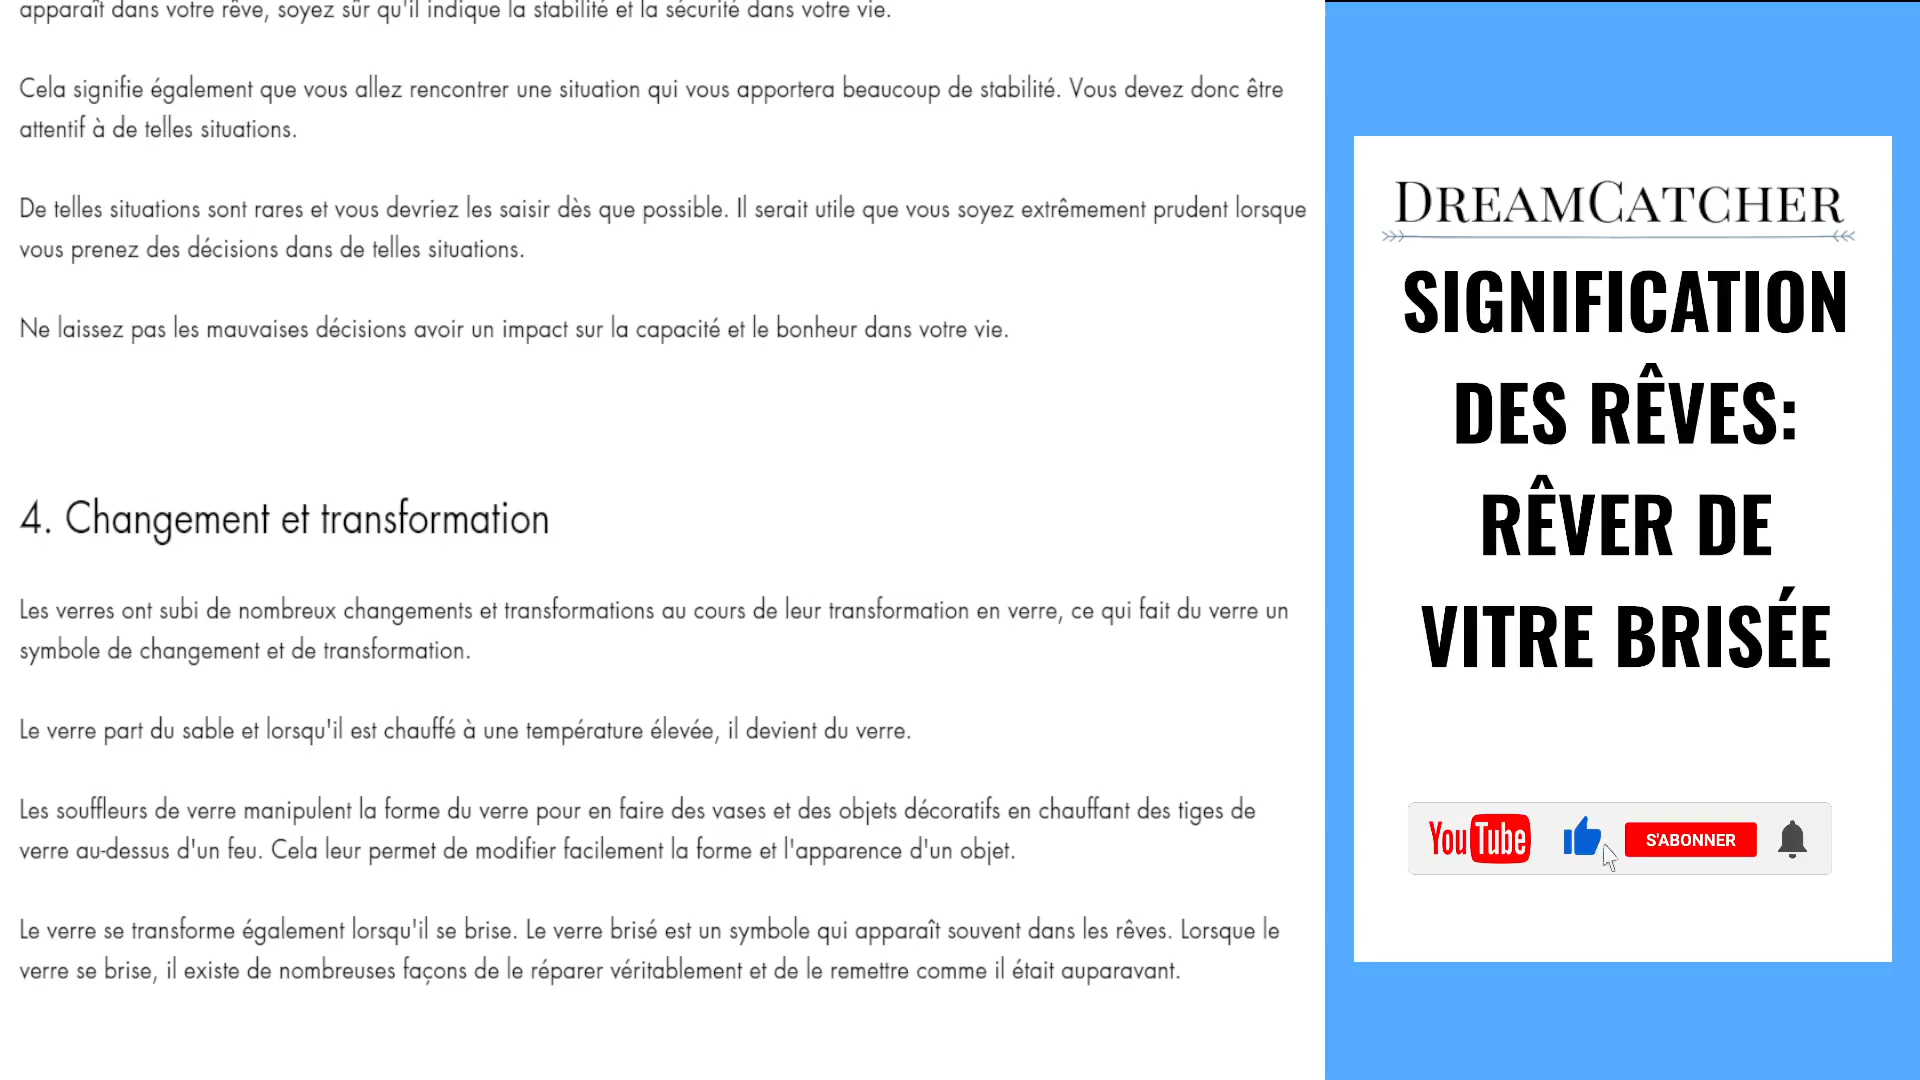 apparaît dans votre rêve, soyez sûr qu'il indique la stabilité et la sécurité dans votre vie.
Cela signifie également que vous allez rencontrer une situation qui vous apportera beaucoup de stabilité. Vous devez donc être
attentif à de telles situations.
De telles situations sont rares et vous devriez les saisir dès que possible. Il serait utile que vous soyez extrêmement prudent lorsque
vous prenez des décisions dans de telles situations.
Ne laissez pas les mauvaises décisions avoir un impact sur la capacité et le bonheur dans votre vie.
4. Changement et transformation
Les verres ont subi de nombreux changements et transformations au cours de leur transformation en verre, ce qui fait du verre un
symbole de changement et de transformation.
Le verre part du sable et lorsqu'il est chauffé à une température élevée, il devient du verre.
Les souffleurs de verre manipulent la forme du verre pour en faire des vases et des objets décoratifs en chauffant des tiges de
verre au-dessus d'un feu. Cela leur permet de modifier facilement la forme et l'apparence d'un objet.
Le verre se transforme également lorsqu'il se brise. Le verre brisé est un symbole qui apparaît souvent dans les rêves. Lorsque le
verre se brise, il existe de nombreuses façons de le réparer véritablement et de le remettre comme il était auparavant.
DREAMCATCHER
SIGNIFICATION
DES RÊVES:
RÊVER DE
VITRE BRISÉE
YouTube
S'ABONNER